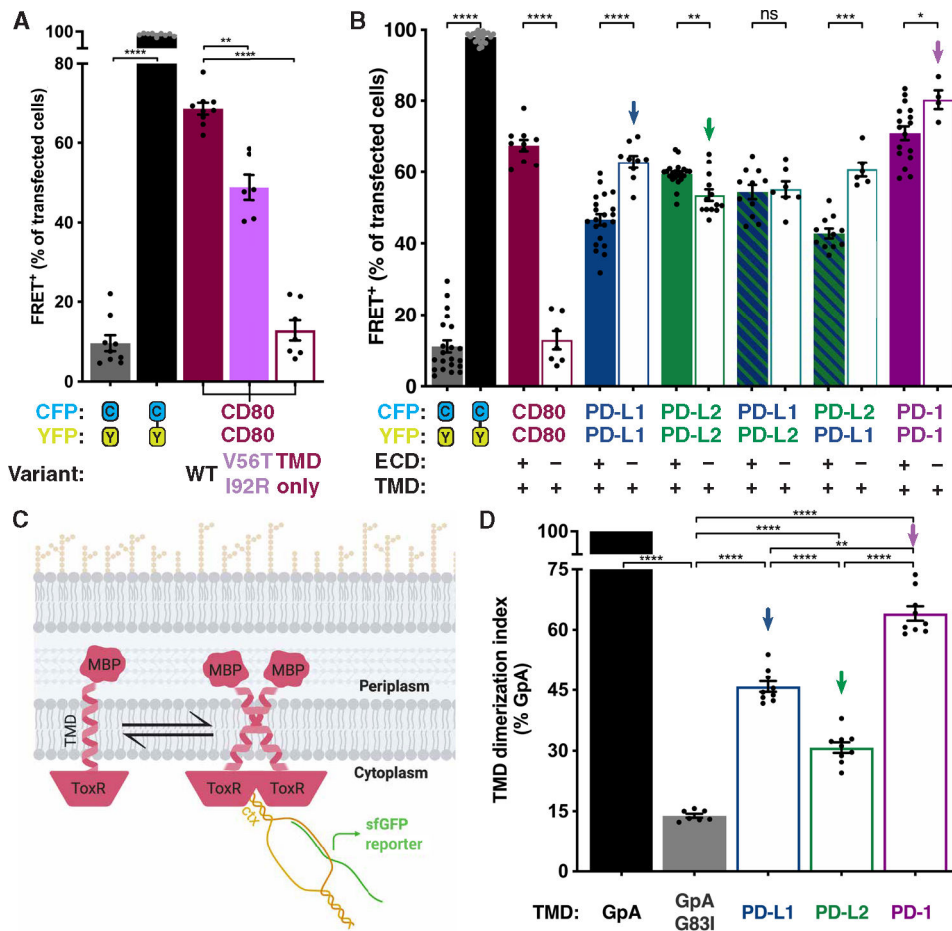 A
FRET⁺ (% of transfected cells)
100
80
60
40
20
0
****
**
****
CFP:
C
C
CD80
YFP:
Y
Y
CD80
Variant:
WT
V56T
I92R
TMD
only
B
FRET⁺ (% of transfected cells)
100
80
60
40
20
0
****
****
****
**
ns
***
*
CFP:
C
C
CD80
PD-L1
PD-L2
PD-L1
PD-L2
PD-1
YFP:
Y
Y
CD80
PD-L1
PD-L2
PD-L2
PD-L1
PD-1
ECD:
+ − + − + − + − + − + −
TMD:
+ + + + + + + + + + + +
C
MBP
MBP
MBP
Periplasm
TMD
Cytoplasm
ToxR
ToxR
ToxR
ctx
sfGFP
reporter
D
TMD dimerization index
(% GpA)
100
75
60
45
30
15
0
****
****
**
****
****
****
****
TMD:
GpA
GpA
G83I
PD-L1
PD-L2
PD-1